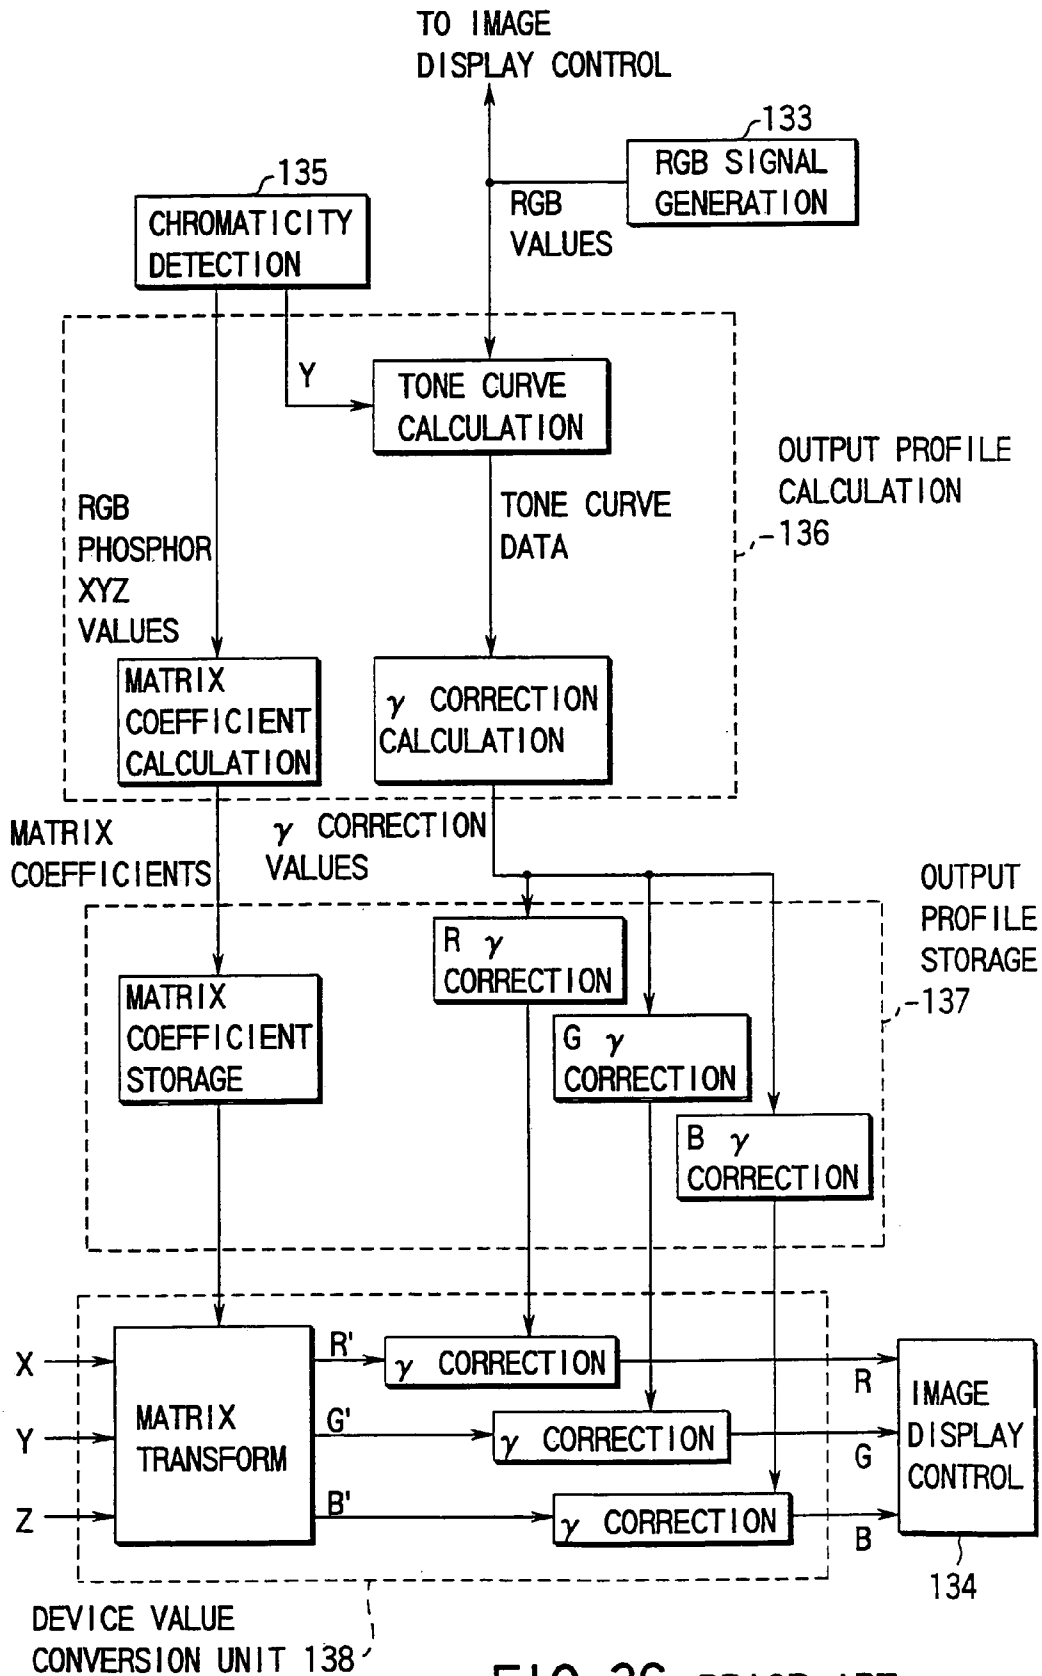 TO IMAGE
DISPLAY CONTROL
133
RGB SIGNAL
GENERATION
135
CHROMATICITY
DETECTION
RGB
VALUES
Y
TONE CURVE
CALCULATION
OUTPUT PROFILE
CALCULATION
136
RGB
PHOSPHOR
XYZ
VALUES
TONE CURVE
DATA
MATRIX
COEFFICIENT
CALCULATION
γ CORRECTION
CALCULATION
MATRIX
COEFFICIENTS
γ CORRECTION
VALUES
OUTPUT
PROFILE
STORAGE
137
R γ
CORRECTION
MATRIX
COEFFICIENT
STORAGE
G γ
CORRECTION
B γ
CORRECTION
X
Y
Z
MATRIX
TRANSFORM
R'
G'
B'
γ CORRECTION
γ CORRECTION
γ CORRECTION
R
G
B
IMAGE
DISPLAY
CONTROL
134
DEVICE VALUE
CONVERSION UNIT 138